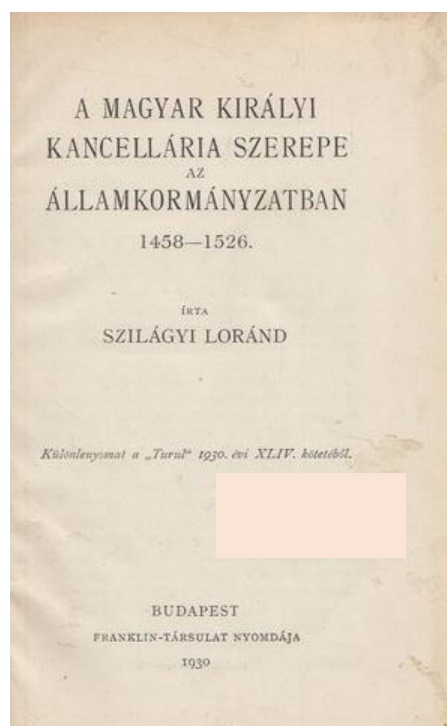 A MAGYAR KIRÁLYI
KANCELLÁRIA SZEREPE
AZ
ÁLLAMKORMÁNYZATBAN
1458—1526.
ÍRTA
SZILÁGYI LORÁND
Különlenyomat a „Turul“ 1930. évi XLIV. kötetéből.
BUDAPEST
FRANKLIN-TÁRSULAT NYOMDÁJA
1930